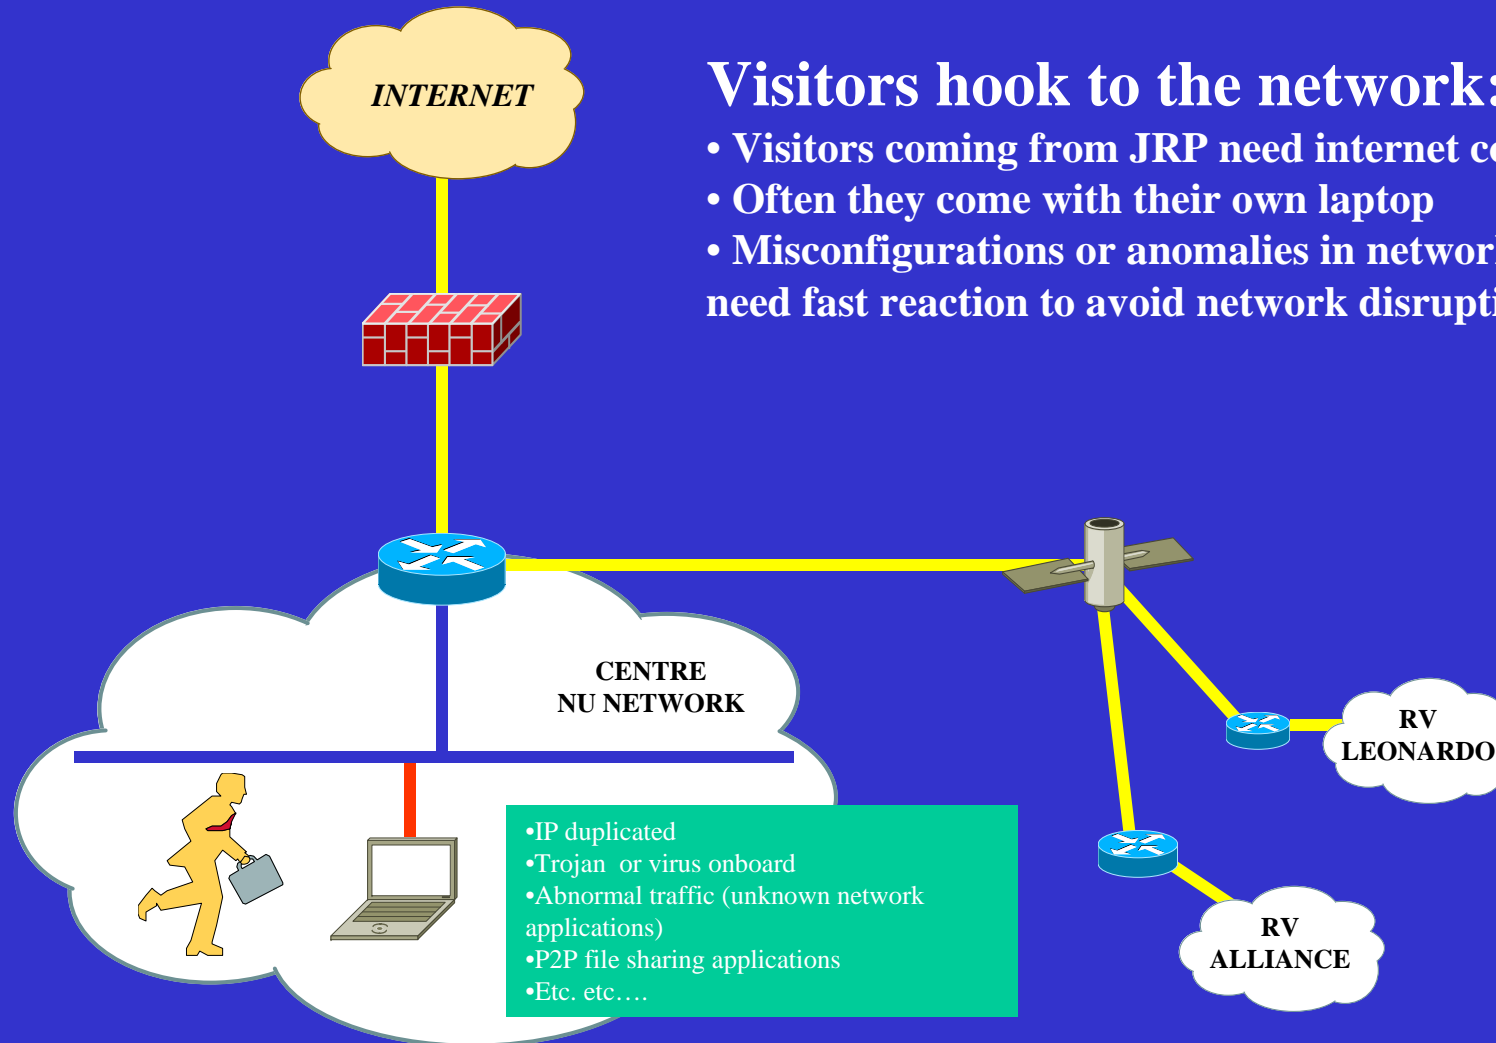 INTERNET
Visitors hook to the network:
• Visitors coming from JRP need internet
• Often they come with their own laptop
• Misconfigurations or anomalies in
need fast reaction to avoid network
CENTRE
NU NETWORK
RV
LEONARDO
•IP duplicated
•Trojan or virus onboard
•Abnormal traffic (unknown network
applications)
•P2P file sharing applications
•Etc. etc….
RV
ALLIANCE